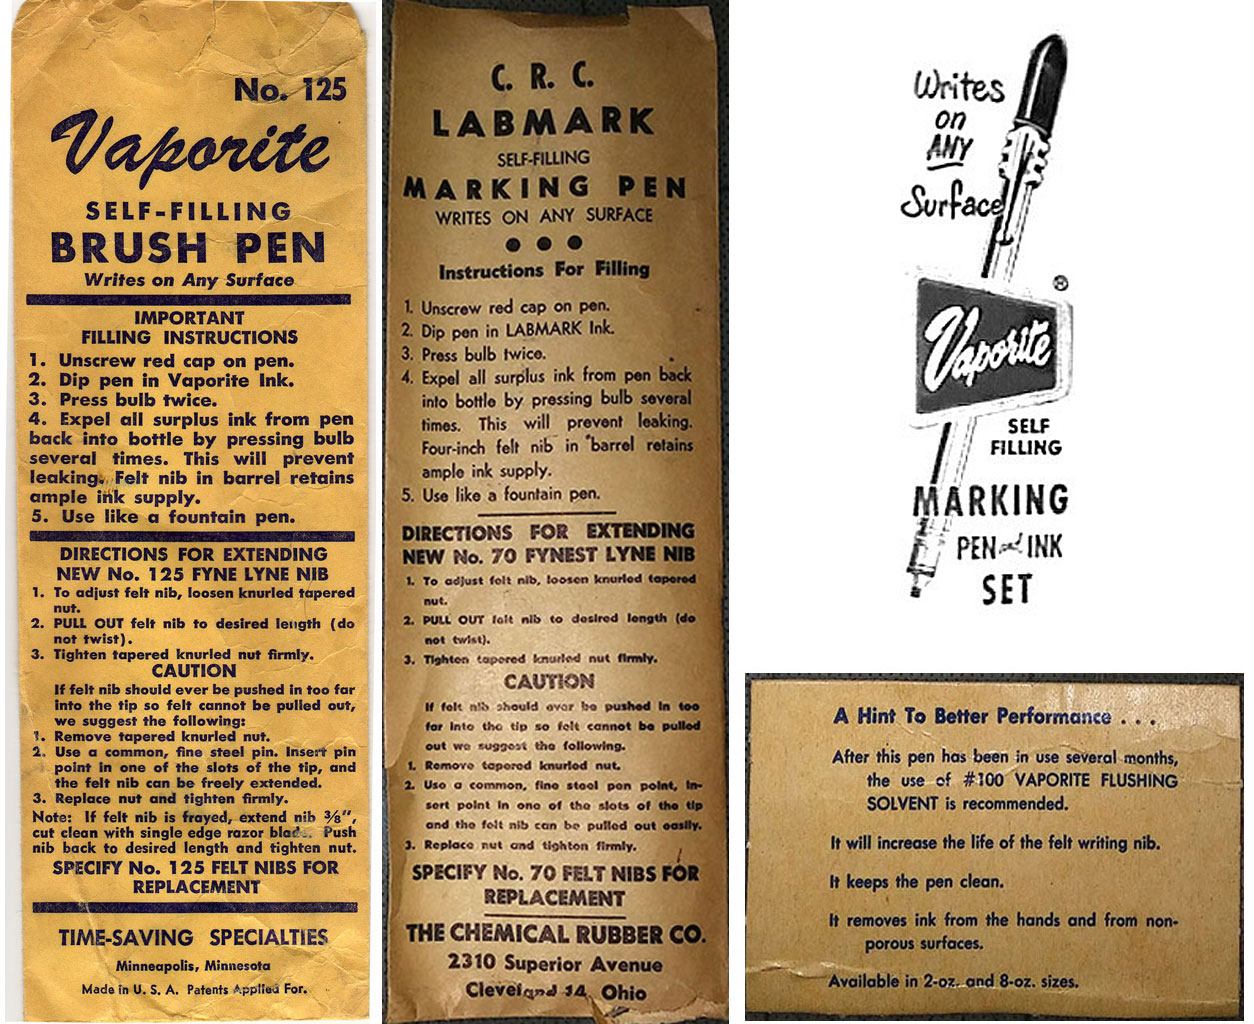 No. 125
Vaporite
SELF-FILLING
BRUSH PEN
Writes on Any Surface
IMPORTANT
FILLING INSTRUCTIONS
1. Unscrew red cap on pen.
2. Dip pen in Vaporite Ink.
3. Press bulb twice.
4. Expel all surplus ink from pen
back into bottle by pressing bulb
several times. This will prevent
leaking. Felt nib in barrel retains
ample ink supply.
5. Use like a fountain pen.
DIRECTIONS FOR EXTENDING
NEW No. 125 FYNE LYNE NIB
1. To adjust felt nib, loosen knurled tapered
nut.
2. PULL OUT felt nib to desired length (do
not twist).
3. Tighten tapered knurled nut firmly.
CAUTION
If felt nib should ever be pushed in too far
into the tip so felt cannot be pulled out,
we suggest the following:
1. Remove tapered knurled nut.
2. Use a common, fine steel pin. Insert pin
point in one of the slots of the tip, and
the felt nib can be freely extended.
3. Replace nut and tighten firmly.
Note: If felt nib is frayed, extend nib ⅜",
cut clean with single edge razor blade. Push
nib back to desired length and tighten nut.
SPECIFY No. 125 FELT NIBS FOR
REPLACEMENT
TIME-SAVING SPECIALTIES
Minneapolis, Minnesota
Made in U. S. A. Patents Applied For.
C. R. C.
LABMARK
SELF-FILLING
MARKING PEN
WRITES ON ANY SURFACE
Instructions For Filling
1. Unscrew red cap on pen.
2. Dip pen in LABMARK Ink.
3. Press bulb twice.
4. Expel all surplus ink from pen back
into bottle by pressing bulb several
times. This will prevent leaking.
Four-inch felt nib in barrel retains
ample ink supply.
5. Use like a fountain pen.
DIRECTIONS FOR EXTENDING
NEW No. 70 FYNEST LYNE NIB
1. To adjust felt nib, loosen knurled tapered
nut.
2. PULL OUT felt nib to desired length (do
not twist).
3. Tighten tapered knurled nut firmly.
CAUTION
If felt nib should ever be pushed in too
far into the tip so felt cannot be pulled
out we suggest the following.
1. Remove tapered knurled nut.
2. Use a common, fine steel pen point, In-
sert point in one of the slots of the tip
and the felt nib can be pulled out easily.
3. Replace nut and tighton firmly.
SPECIFY No. 70 FELT NIBS FOR
REPLACEMENT
THE CHEMICAL RUBBER CO.
2310 Superior Avenue
Cleveland 14, Ohio
Writes
on
ANY
Surface
Vaporite®
SELF
FILLING
MARKING
PEN and INK
SET
A Hint To Better Performance . . .
After this pen has been in use several months,
the use of #100 VAPORITE FLUSHING
SOLVENT is recommended.
It will increase the life of the felt writing nib.
It keeps the pen clean.
It removes ink from the hands and from non-
porous surfaces.
Available in 2-oz. and 8-oz. sizes.